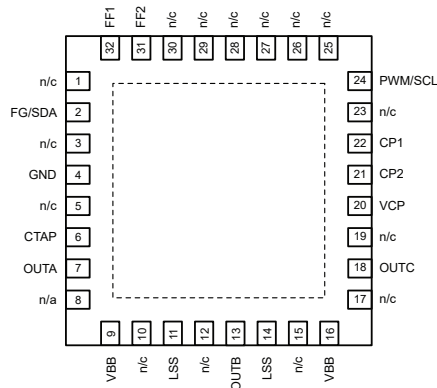 FF1 FF2 n/c n/c n/c n/c n/c n/c
32 31 30 29 28 27 26 25
n/c 1
FG/SDA 2
n/c 3
GND 4
n/c 5
CTAP 6
OUTA 7
n/a 8
24 PWM/SCL
23 n/c
22 CP1
21 CP2
20 VCP
19 n/c
18 OUTC
17 n/c
9 10 11 12 13 14 15 16
VBB n/c LSS n/c OUTB LSS n/c VBB